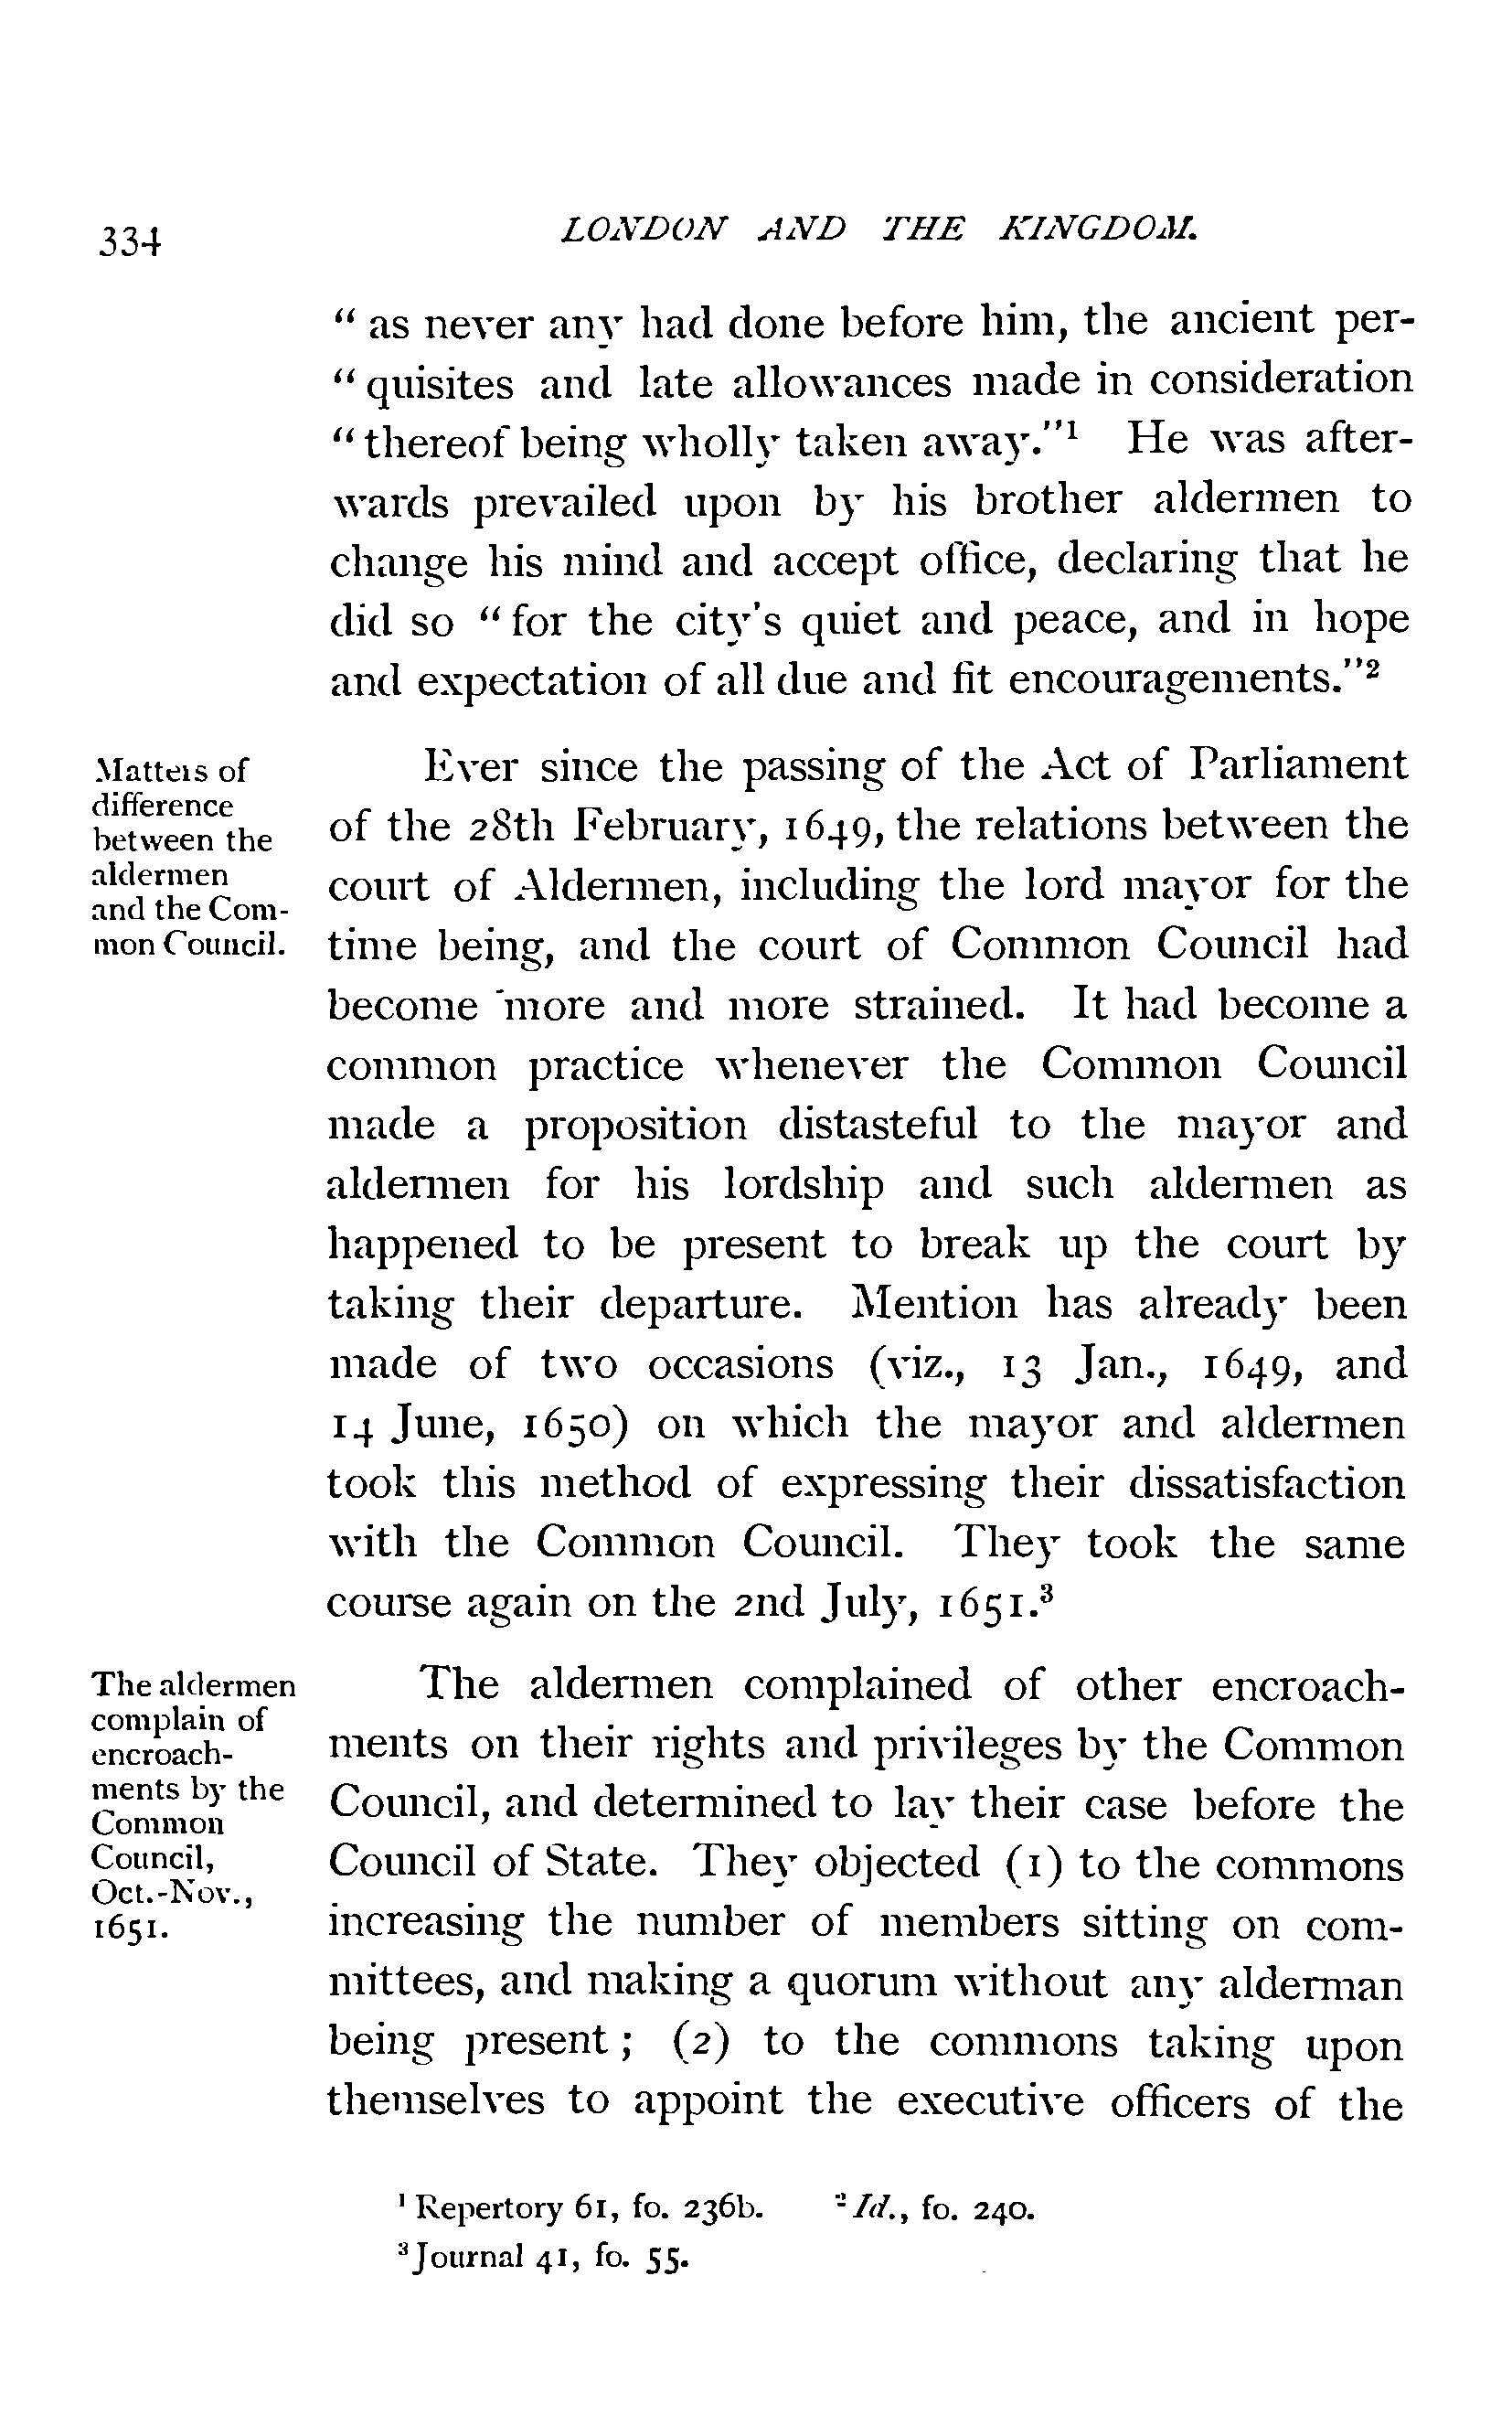 334
LONDON AND THE KINGDOM.
" as never any had done before him, the ancient per-
" quisites and late allowances made in consideration
" thereof being wholly taken away."¹ He was after-
wards prevailed upon by his brother aldermen to
change his mind and accept office, declaring that he
did so " for the city's quiet and peace, and in hope
and expectation of all due and fit encouragements."²
Matters of
difference
between the
aldermen
and the Com-
mon Council.
Ever since the passing of the Act of Parliament
of the 28th February, 1649, the relations between the
court of Aldermen, including the lord mayor for the
time being, and the court of Common Council had
become more and more strained. It had become a
common practice whenever the Common Council
made a proposition distasteful to the mayor and
aldermen for his lordship and such aldermen as
happened to be present to break up the court by
taking their departure. Mention has already been
made of two occasions (viz., 13 Jan., 1649, and
14 June, 1650) on which the mayor and aldermen
took this method of expressing their dissatisfaction
with the Common Council. They took the same
course again on the 2nd July, 1651.³
The aldermen
complain of
encroach-
ments by the
Common
Council,
Oct.-Nov.,
1651.
The aldermen complained of other encroach-
ments on their rights and privileges by the Common
Council, and determined to lay their case before the
Council of State. They objected (1) to the commons
increasing the number of members sitting on com-
mittees, and making a quorum without any alderman
being present ; (2) to the commons taking upon
themselves to appoint the executive officers of the
¹ Repertory 61, fo. 236b. ² Id., fo. 240.
³ Journal 41, fo. 55.